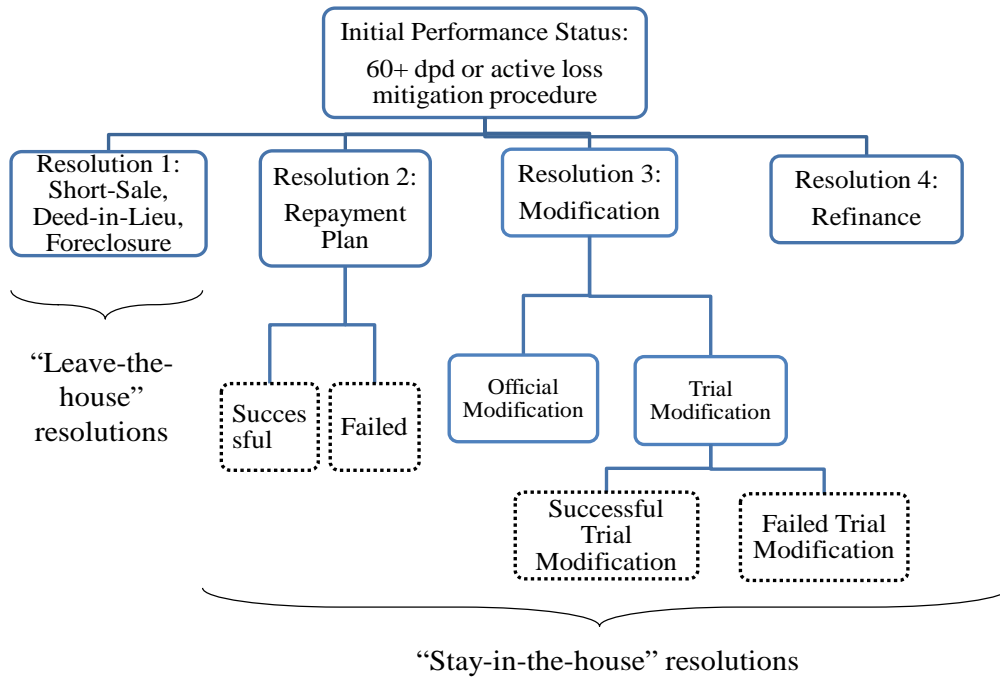 Initial Performance Status:
60+ dpd or active loss
mitigation procedure
Resolution 1:
Short-Sale,
Deed-in-Lieu,
Foreclosure
Resolution 2:
Repayment
Plan
Resolution 3:
Modification
Resolution 4:
Refinance
“Leave-the-
house”
resolutions
Succes
sful
Failed
Official
Modification
Trial
Modification
Successful
Trial
Modification
Failed Trial
Modification
“Stay-in-the-house” resolutions